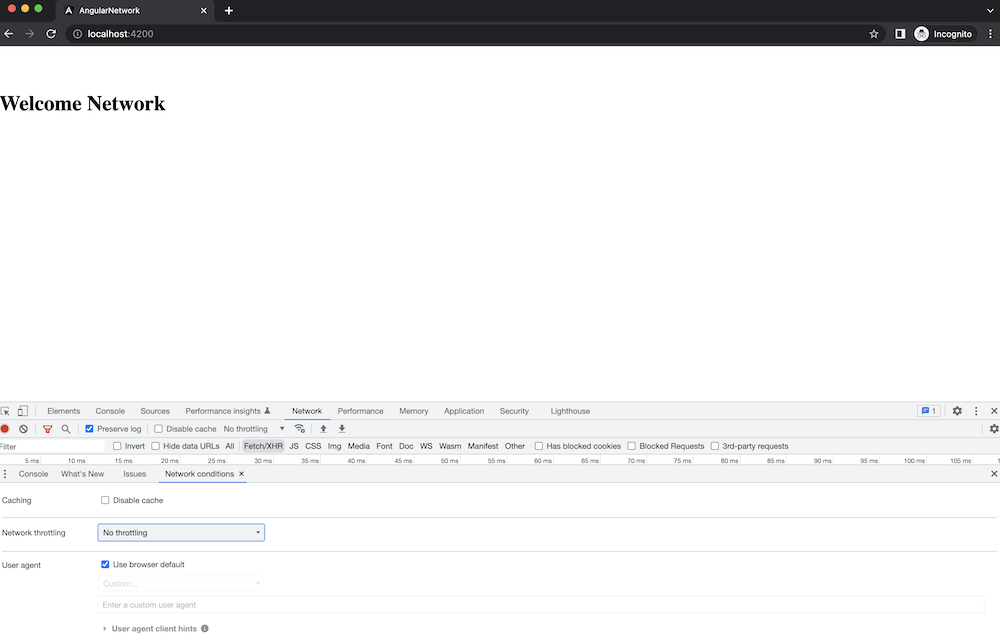 AngularNetwork
localhost:4200
Incognito
Welcome Network
Elements Console Sources Performance insights Network Performance Memory Application Security Lighthouse 1
Preserve log Disable cache No throttling
Filter Invert Hide data URLs All Fetch/XHR JS CSS Img Media Font Doc WS Wasm Manifest Other Has blocked cookies Blocked Requests 3rd-party requests
5 ms 10 ms 15 ms 20 ms 25 ms 30 ms 35 ms 40 ms 45 ms 50 ms 55 ms 60 ms 65 ms 70 ms 75 ms 80 ms 85 ms 90 ms 95 ms 100 ms 105 ms
Console What's New Issues Network conditions
Caching Disable cache
Network throttling No throttling
User agent Use browser default
Custom...
Enter a custom user agent
User agent client hints